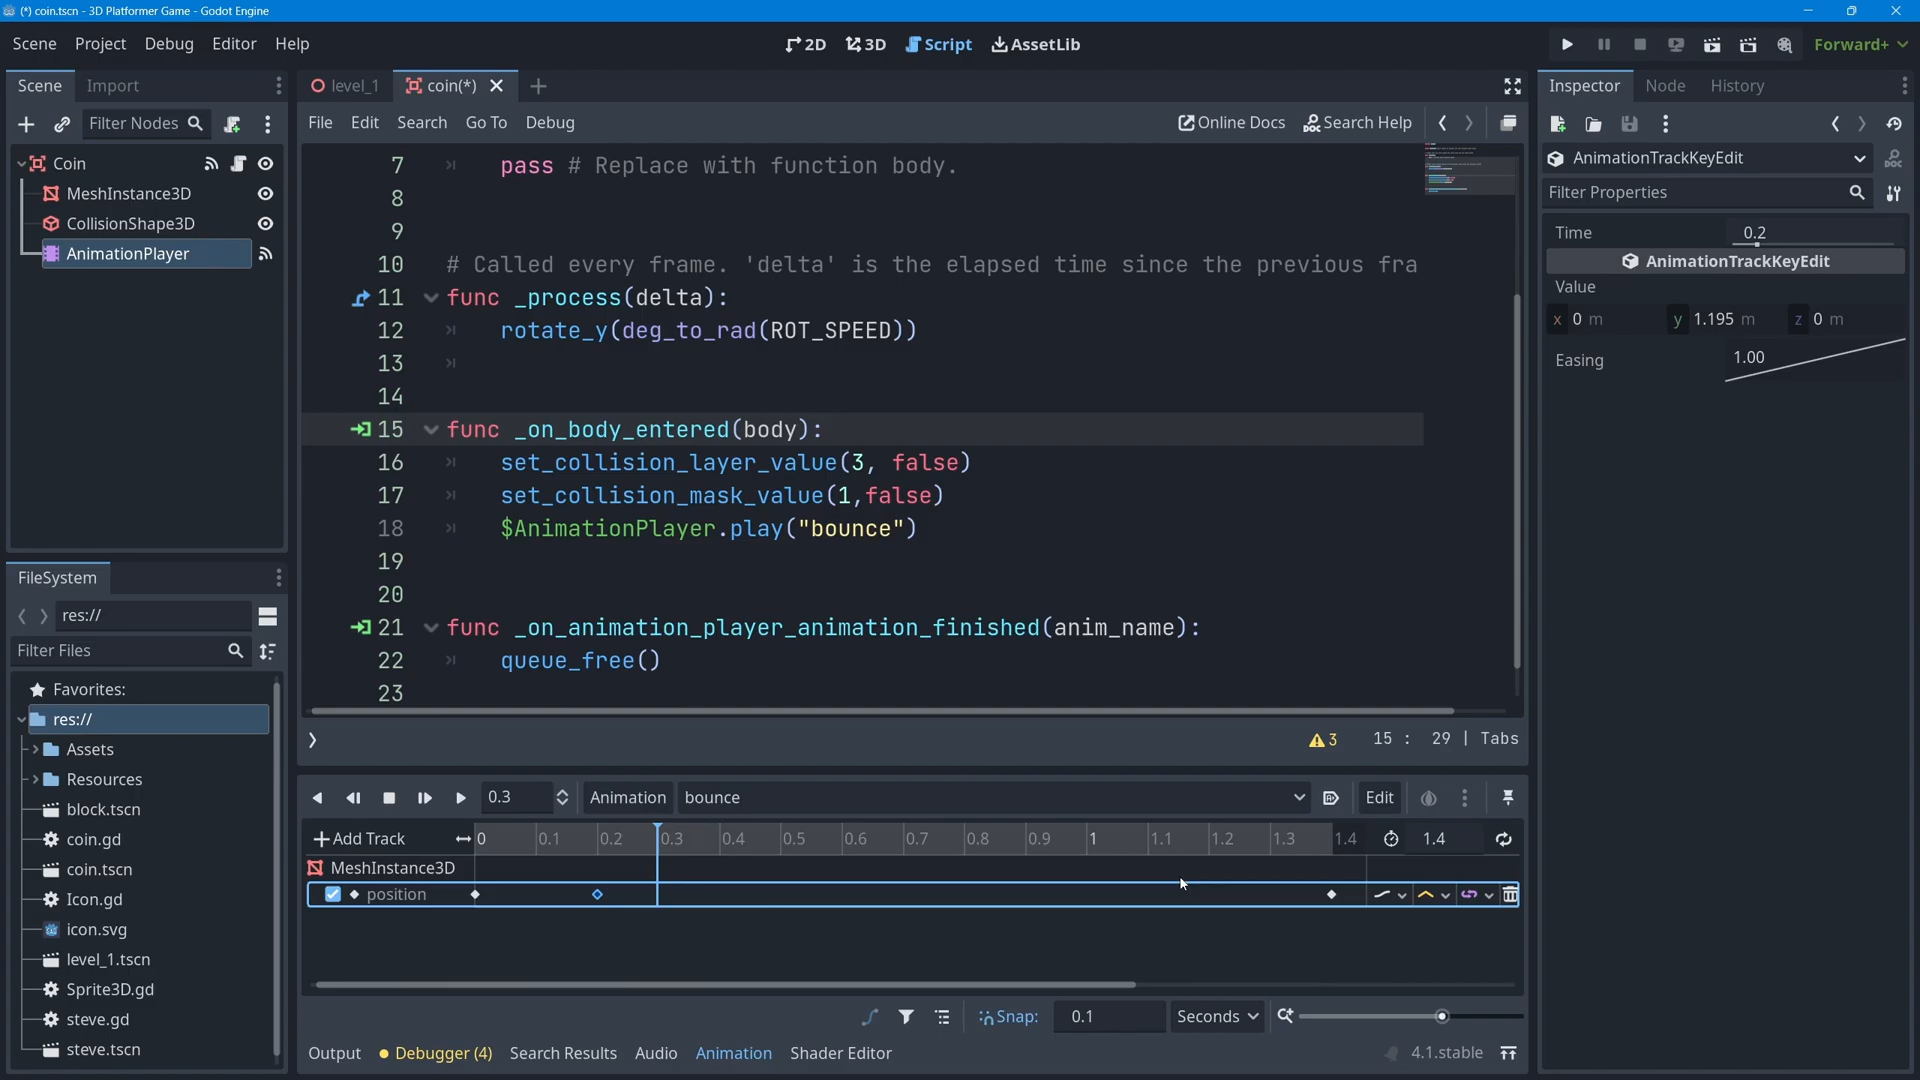 (*) coin.tscn - 3D Platformer Game - Godot Engine
Scene Project Debug Editor Help
2D 3D Script AssetLib
Forward+
Scene Import
Filter Nodes
Coin
MeshInstance3D
CollisionShape3D
AnimationPlayer
FileSystem
res://
Filter Files
Favorites:
res://
Assets
Resources
block.tscn
coin.gd
coin.tscn
Icon.gd
icon.svg
level_1.tscn
Sprite3D.gd
steve.gd
steve.tscn
level_1 coin(*)
File Edit Search Go To Debug Online Docs Search Help
7 pass # Replace with function body.
8
9
10 # Called every frame. 'delta' is the elapsed time since the previous fra
11 func _process(delta):
12 rotate_y(deg_to_rad(ROT_SPEED))
13
14
15 func _on_body_entered(body):
16 set_collision_layer_value(3, false)
17 set_collision_mask_value(1,false)
18 $AnimationPlayer.play("bounce")
19
20
21 func _on_animation_player_animation_finished(anim_name):
22 queue_free()
23
3 15 : 29 | Tabs
0.3 Animation bounce Edit
Add Track 0 0.1 0.2 0.3 0.4 0.5 0.6 0.7 0.8 0.9 1 1.1 1.2 1.3 1.4 1.4
MeshInstance3D
position
Snap: 0.1 Seconds
Output Debugger (4) Search Results Audio Animation Shader Editor 4.1.stable
Inspector Node History
AnimationTrackKeyEdit
Filter Properties
Time 0.2
AnimationTrackKeyEdit
Value
x 0 m y 1.195 m z 0 m
Easing 1.00